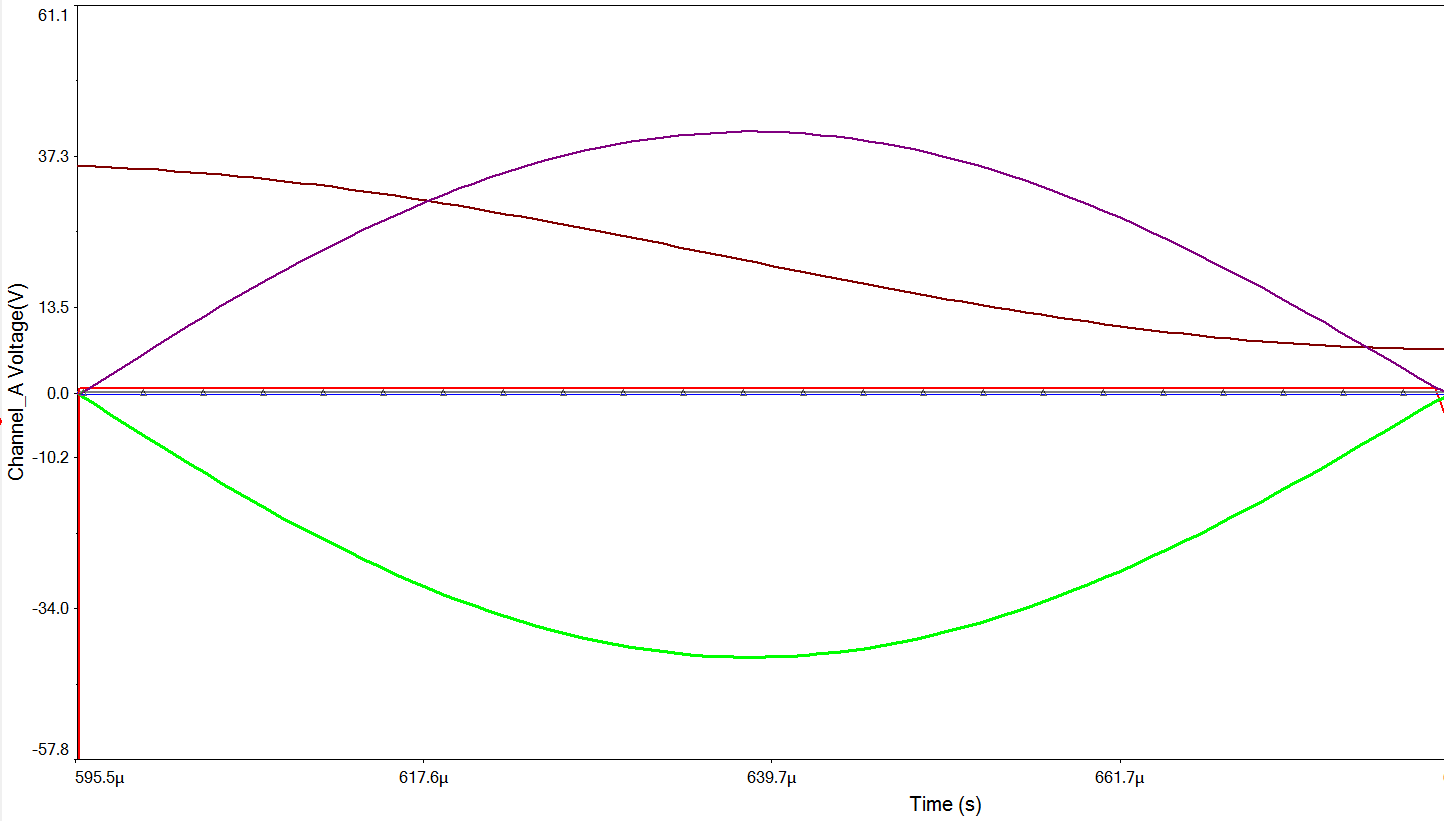 61.1
37.3
13.5
0.0
-10.2
-34.0
-57.8
Channel_A Voltage(V)
595.5µ
617.6µ
639.7µ
661.7µ
Time (s)